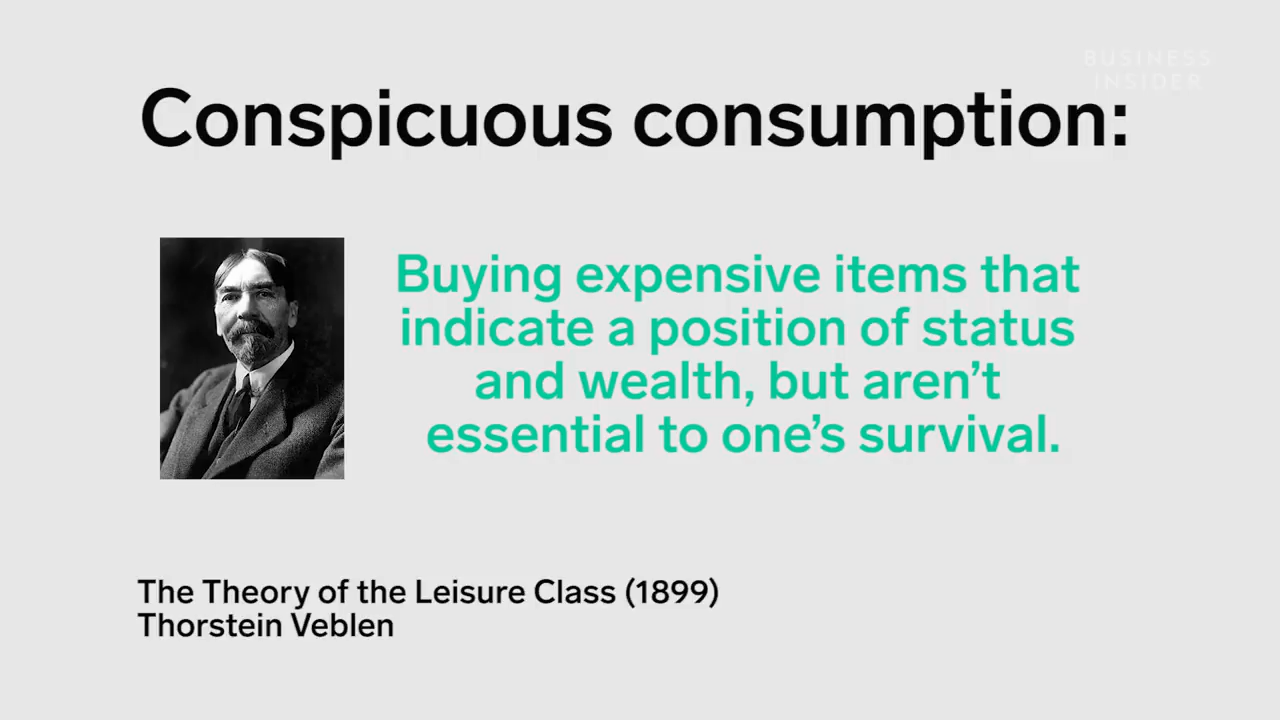 BUSINESS
INSIDER
Conspicuous consumption:
Buying expensive items that
indicate a position of status
and wealth, but aren’t
essential to one’s survival.
The Theory of the Leisure Class (1899)
Thorstein Veblen